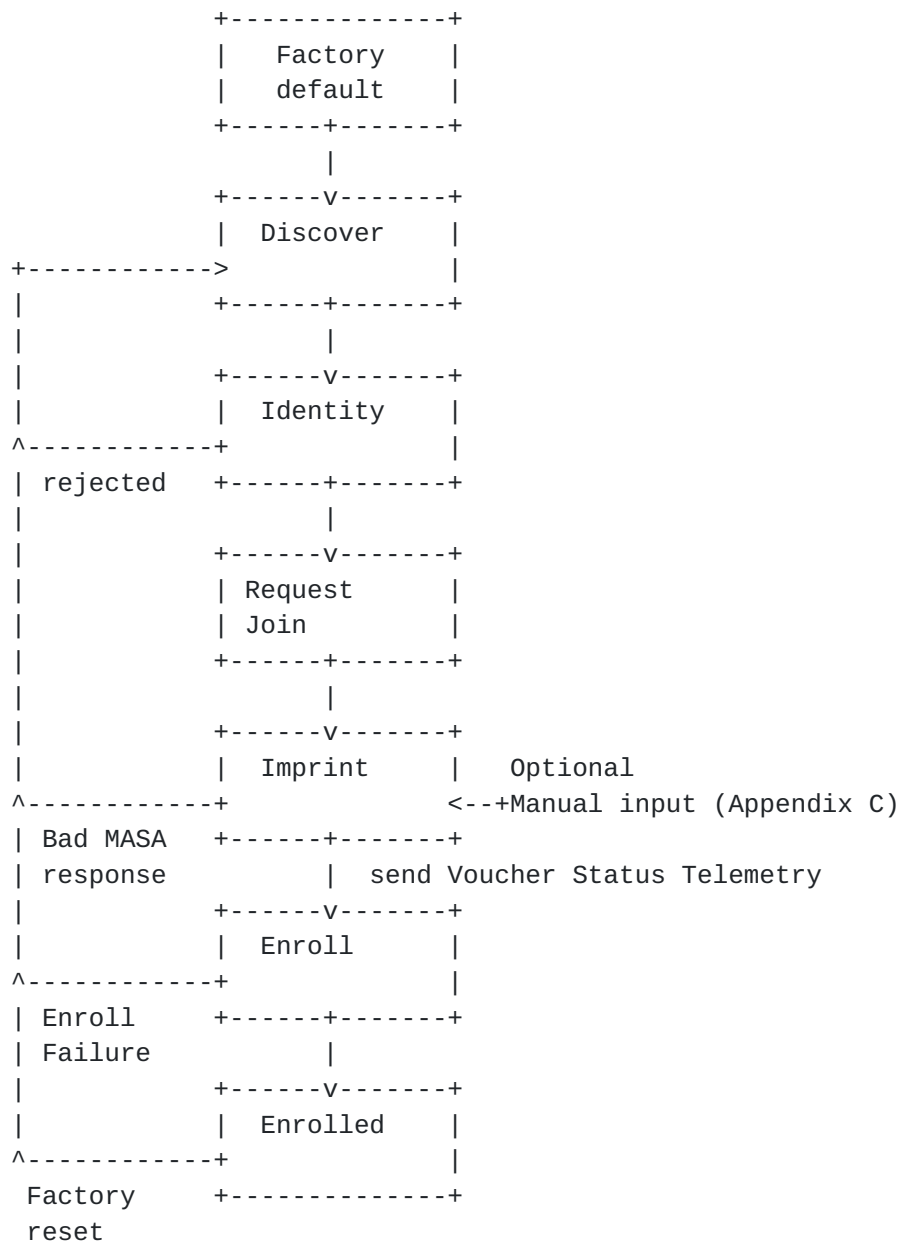 Factory
default
Discover
Identity
rejected
Request
Join
Imprint Optional
Manual input (Appendix C)
Bad MASA
response send Voucher Status Telemetry
Enroll
Enroll
Failure
Enrolled
Factory
reset